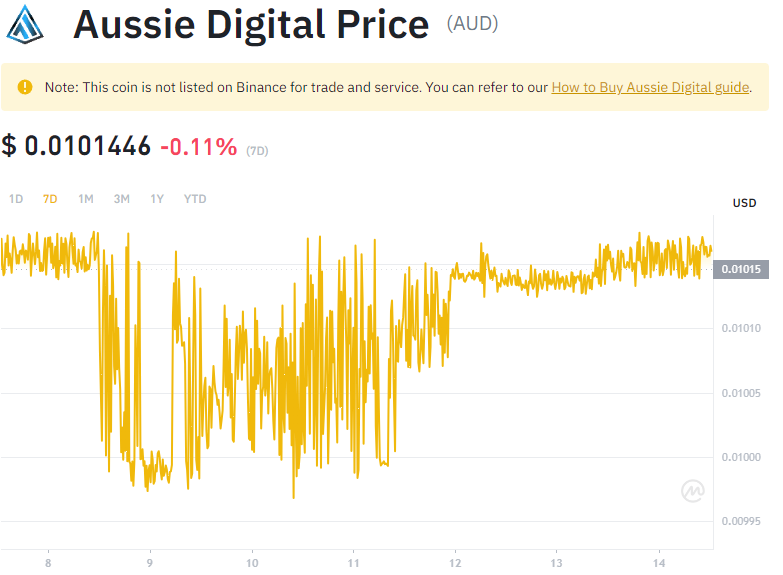 Aussie Digital Price (AUD)
Note: This coin is not listed on Binance for trade and service. You can refer to our How to Buy Aussie Digital guide.
$ 0.0101446 -0.11% (7D)
1D 7D 1M 3M 1Y YTD
USD
0.01015
0.01010
0.01005
0.01000
0.00995
8 9 10 11 12 13 14